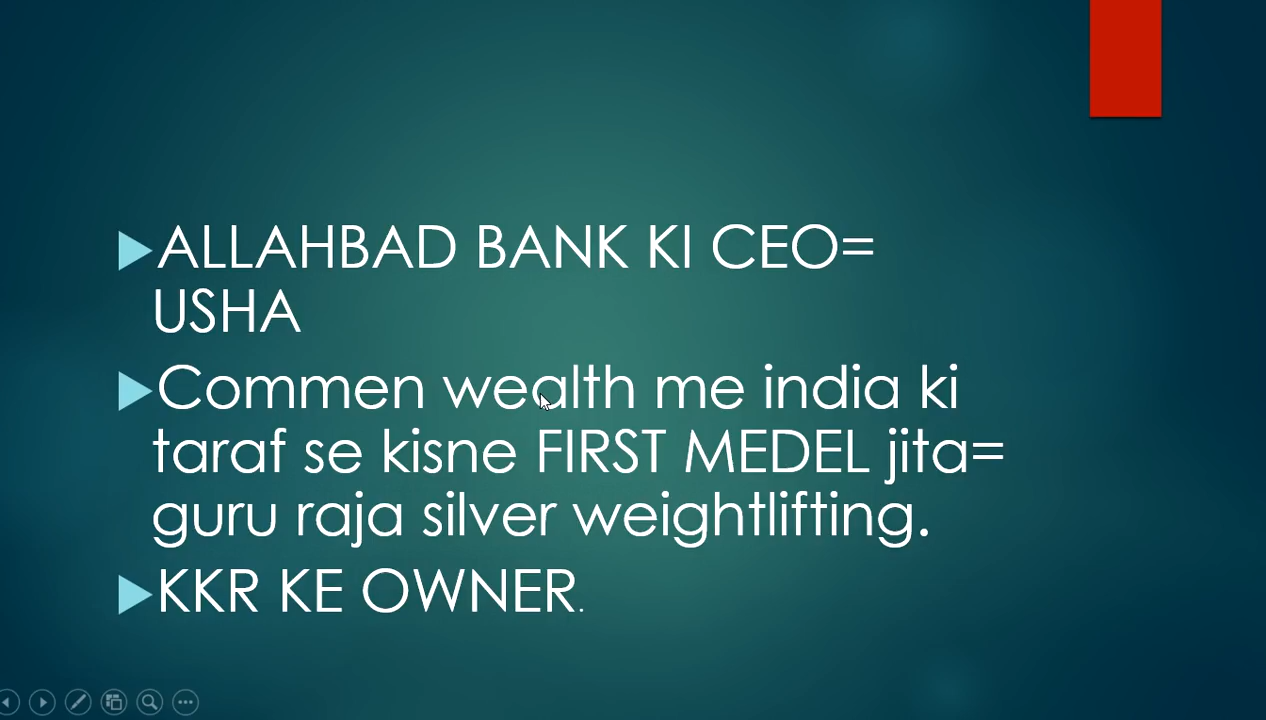 ALLAHBAD BANK KI CEO=
USHA
Commen wealth me india ki
taraf se kisne FIRST MEDEL jita=
guru raja silver weightlifting.
KKR KE OWNER.